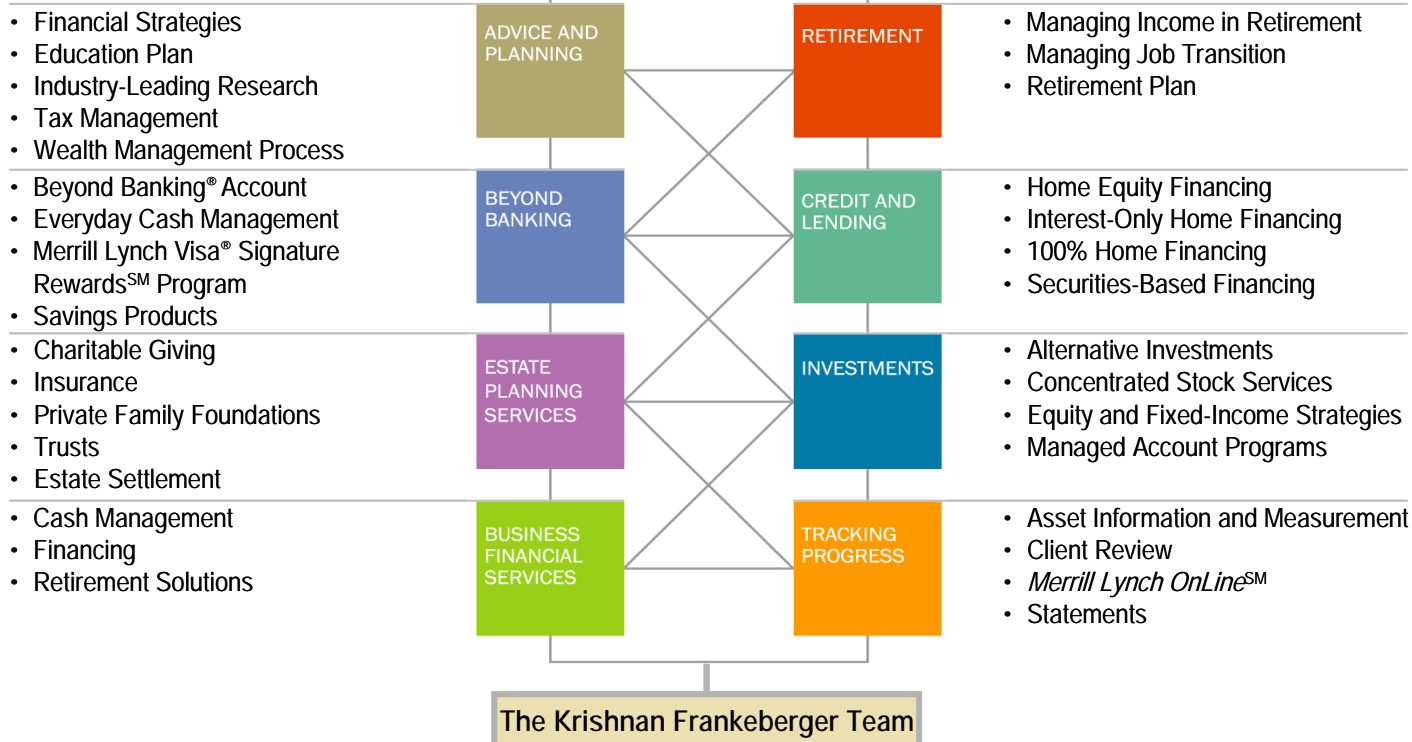 • Financial Strategies
• Education Plan
• Industry-Leading Research
• Tax Management
• Wealth Management Process
ADVICE AND
PLANNING
RETIREMENT
• Managing Income in Retirement
• Managing Job Transition
• Retirement Plan
• Beyond Banking® Account
• Everyday Cash Management
• Merrill Lynch Visa® Signature
Rewards℠ Program
• Savings Products
BEYOND
BANKING
CREDIT AND
LENDING
• Home Equity Financing
• Interest-Only Home Financing
• 100% Home Financing
• Securities-Based Financing
• Charitable Giving
• Insurance
• Private Family Foundations
• Trusts
• Estate Settlement
ESTATE
PLANNING
SERVICES
INVESTMENTS
• Alternative Investments
• Concentrated Stock Services
• Equity and Fixed-Income Strategies
• Managed Account Programs
• Cash Management
• Financing
• Retirement Solutions
BUSINESS
FINANCIAL
SERVICES
TRACKING
PROGRESS
• Asset Information and Measurement
• Client Review
• Merrill Lynch OnLine℠
• Statements
The Krishnan Frankeberger Team